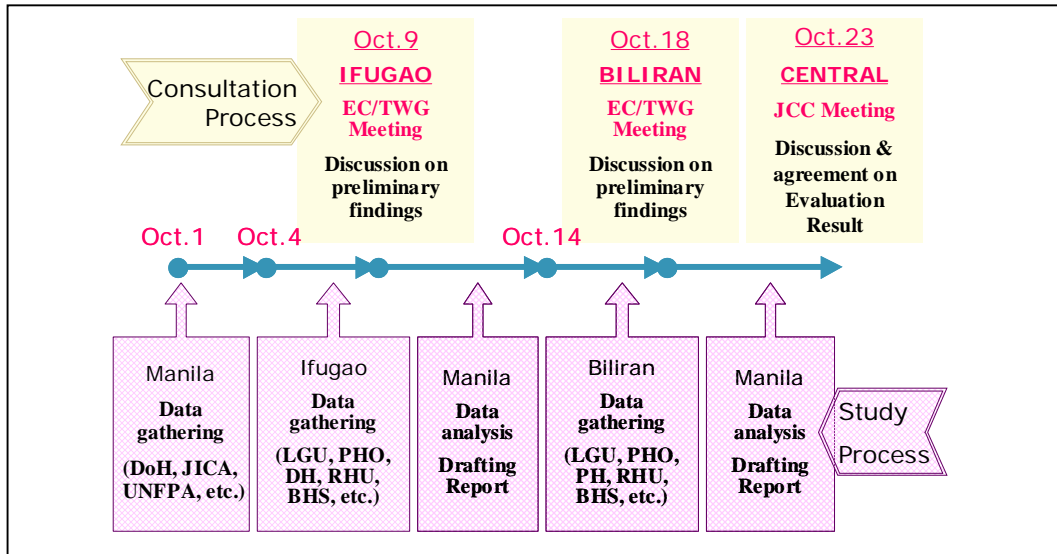 Consultation
Process
Oct.9
IFUGAO
EC/TWG
Meeting
Discussion on
preliminary
findings
Oct.18
BILIRAN
EC/TWG
Meeting
Discussion on
preliminary
findings
Oct.23
CENTRAL
JCC Meeting
Discussion &
agreement on
Evaluation
Result
Oct.1
Oct.4
Oct.14
Manila
Data
gathering
(DoH, JICA,
UNFPA, etc.)
Ifugao
Data
gathering
(LGU, PHO,
DH, RHU,
BHS, etc.)
Manila
Data
analysis
Drafting
Report
Biliran
Data
gathering
(LGU, PHO,
PH, RHU,
BHS, etc.)
Manila
Data
analysis
Drafting
Report
Study
Process